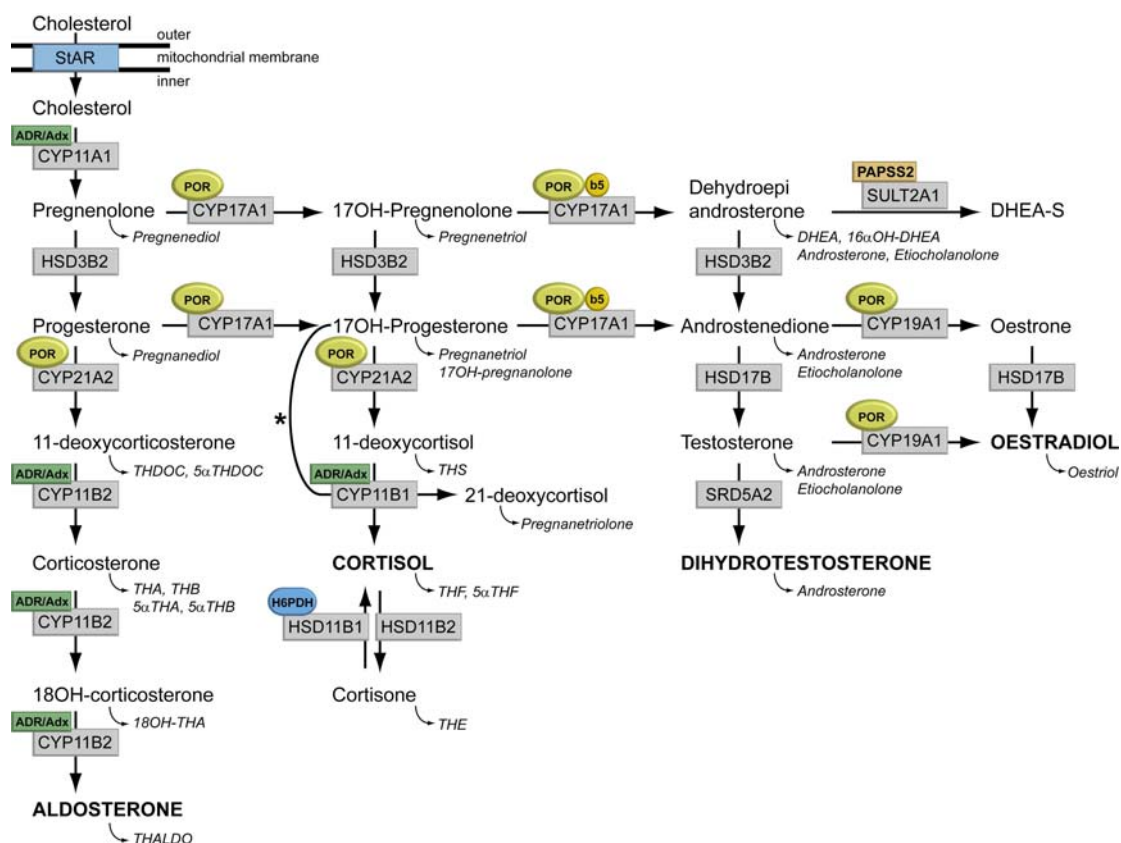 Cholesterol
outer
StAR
mitochondrial membrane
inner
Cholesterol
ADR/Adx
CYP11A1
POR
CYP17A1
POR
b5
CYP17A1
PAPSS2
SULT2A1
Pregnenolone
17OH-Pregnenolone
Dehydroepi
androsterone
DHEA-S
Pregnenediol
Pregnenetriol
DHEA, 16αOH-DHEA
Androsterone, Etiocholanolone
HSD3B2
HSD3B2
HSD3B2
POR
CYP17A1
POR
b5
CYP17A1
POR
CYP19A1
Progesterone
17OH-Progesterone
Androstenedione
Oestrone
Pregnanediol
Pregnanetriol
17OH-pregnanolone
Androsterone
Etiocholanolone
POR
CYP21A2
POR
CYP21A2
HSD17B
HSD17B
*
POR
CYP19A1
11-deoxycorticosterone
11-deoxycortisol
Testosterone
OESTRADIOL
THDOC, 5αTHDOC
THS
Androsterone
Etiocholanolone
Oestriol
ADR/Adx
CYP11B2
ADR/Adx
CYP11B1
21-deoxycortisol
SRD5A2
Pregnanetriolone
Corticosterone
CORTISOL
DIHYDROTESTOSTERONE
THA, THB
5αTHA, 5αTHB
THF, 5αTHF
Androsterone
ADR/Adx
CYP11B2
H6PDH
HSD11B1
HSD11B2
18OH-corticosterone
Cortisone
18OH-THA
THE
ADR/Adx
CYP11B2
ALDOSTERONE
THALDO